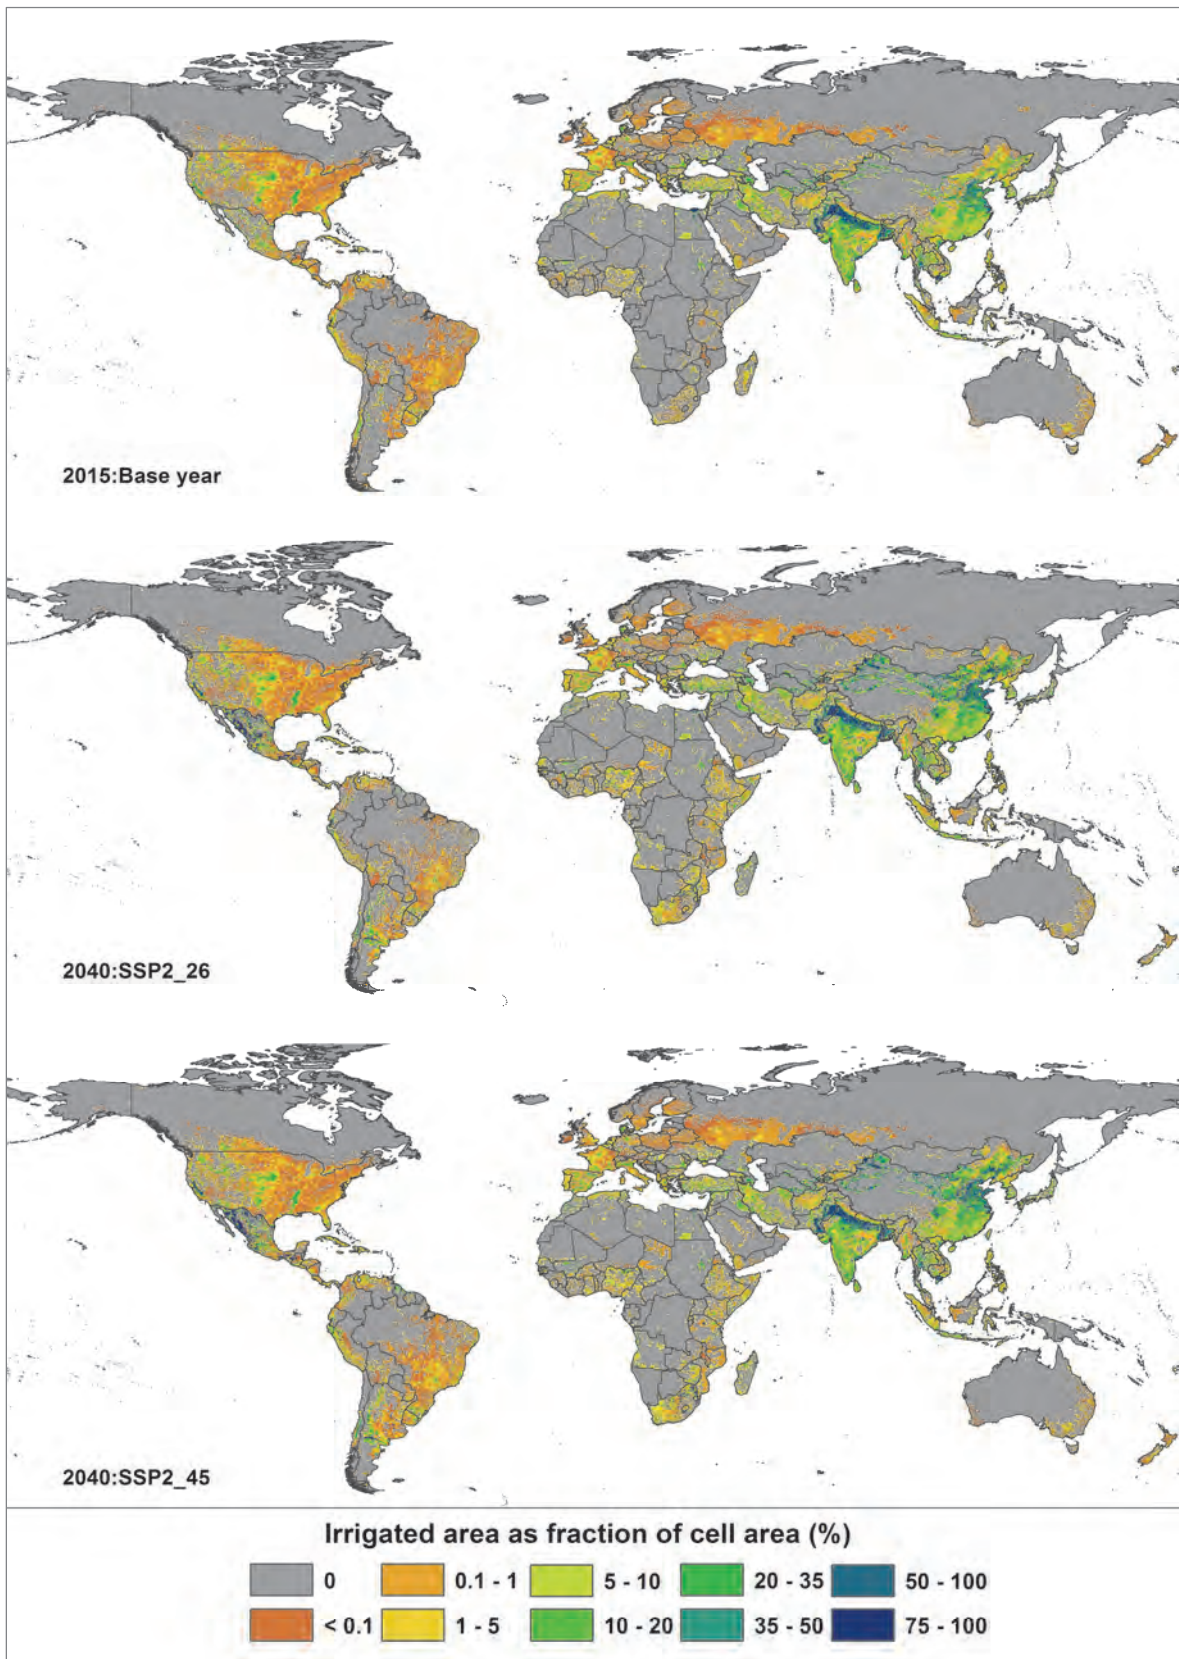 2015:Base year
2040:SSP2_26
2040:SSP2_45
Irrigated area as fraction of cell area (%)
0 0.1 - 1 5 - 10 20 - 35 50 - 100
< 0.1 1 - 5 10 - 20 35 - 50 75 - 100